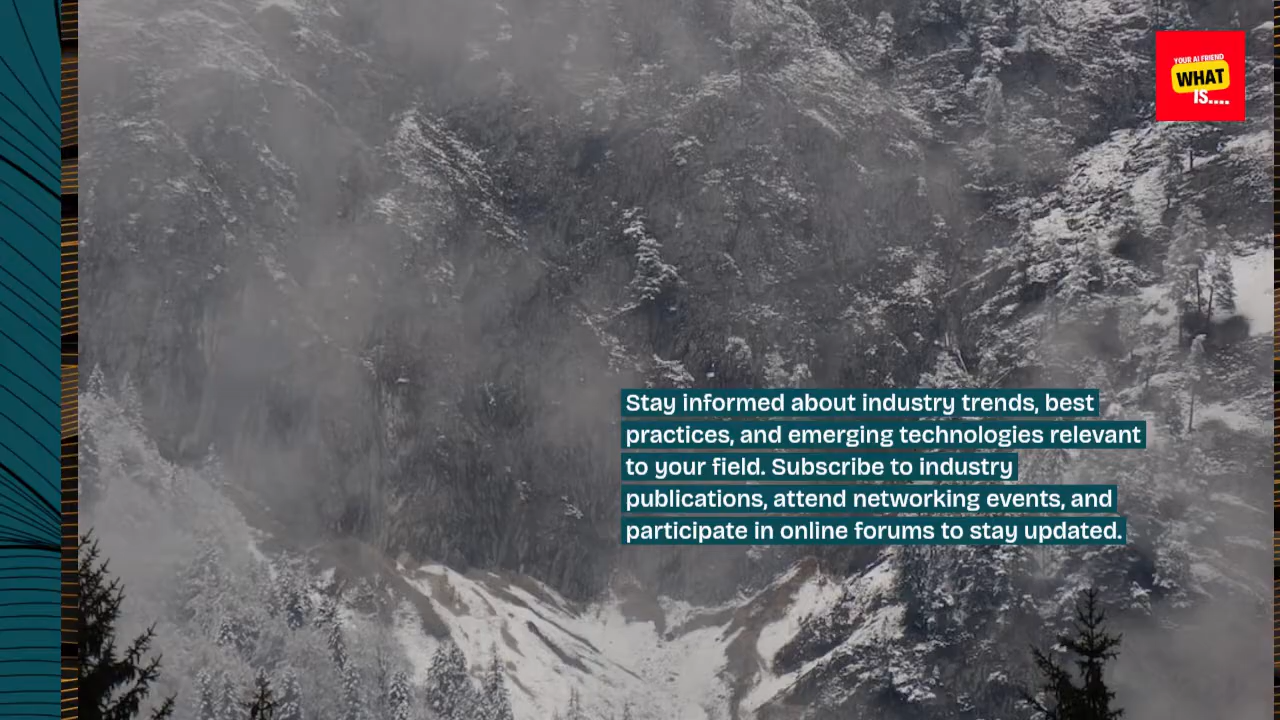 YOUR AI FRIEND
WHAT
IS....
Stay informed about industry trends, best
practices, and emerging technologies relevant
to your field. Subscribe to industry
publications, attend networking events, and
participate in online forums to stay updated.